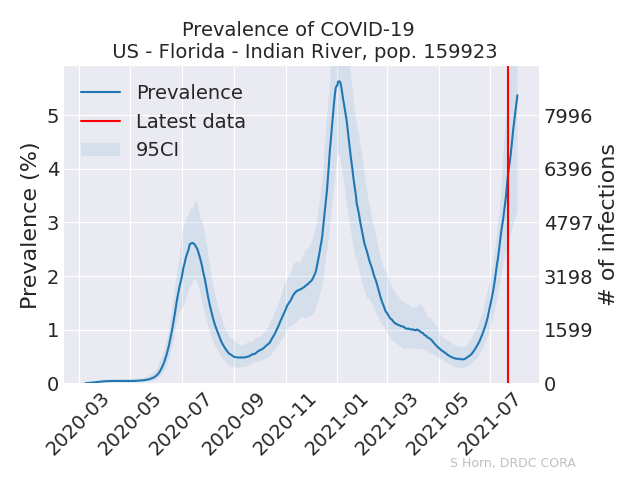 Prevalence of COVID-19
US - Florida - Indian River, pop. 159923
Prevalence
Latest data
95CI
Prevalence (%)
5
4
3
2
1
0
7996
6396
4797
3198
1599
0
# of infections
2020-03
2020-05
2020-07
2020-09
2020-11
2021-01
2021-03
2021-05
2021-07
S Horn, DRDC CORA